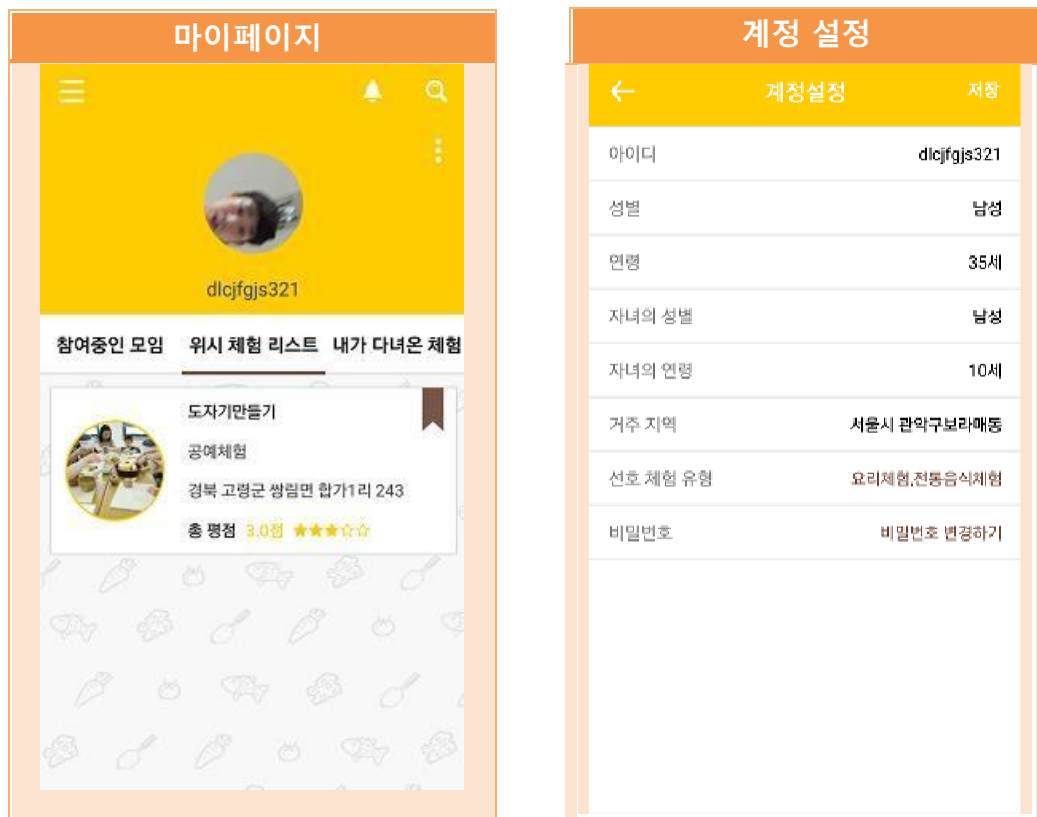 마이페이지
dlcjfgjs321
참여중인 모임 위시 체험 리스트 내가 다녀온 체험
도자기만들기
공예체험
경북 고령군 쌍림면 합가1리 243
총 평점 3.0점
계정 설정
계정설정 저장
아이디 dlcjfgjs321
성별 남성
연령 35세
자녀의 성별 남성
자녀의 연령 10세
거주 지역 서울시 관악구보라매동
선호 체험 유형 요리체험,전통음식체험
비밀번호 비밀번호 변경하기